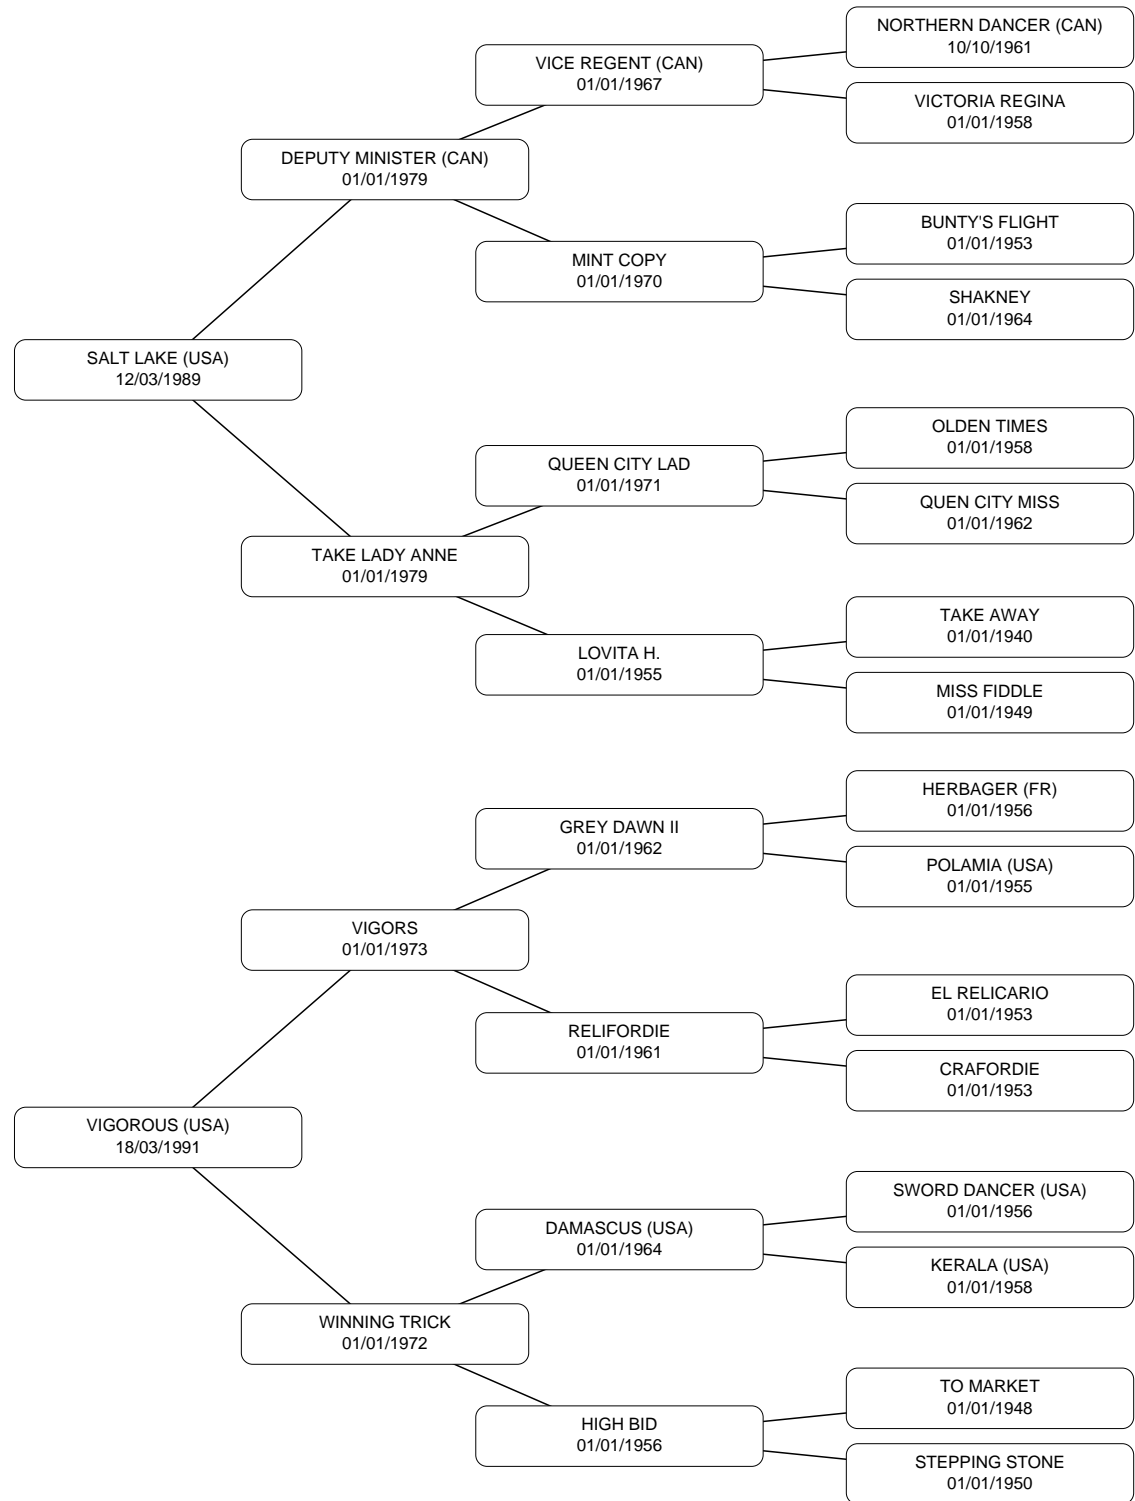 NORTHERN DANCER (CAN)
10/10/1961
VICE REGENT (CAN)
01/01/1967
VICTORIA REGINA
01/01/1958
DEPUTY MINISTER (CAN)
01/01/1979
BUNTY'S FLIGHT
01/01/1953
MINT COPY
01/01/1970
SHAKNEY
01/01/1964
SALT LAKE (USA)
12/03/1989
OLDEN TIMES
01/01/1958
QUEEN CITY LAD
01/01/1971
QUEN CITY MISS
01/01/1962
TAKE LADY ANNE
01/01/1979
TAKE AWAY
01/01/1940
LOVITA H.
01/01/1955
MISS FIDDLE
01/01/1949
HERBAGER (FR)
01/01/1956
GREY DAWN II
01/01/1962
POLAMIA (USA)
01/01/1955
VIGORS
01/01/1973
EL RELICARIO
01/01/1953
RELIFORDIE
01/01/1961
CRAFORDIE
01/01/1953
VIGOROUS (USA)
18/03/1991
SWORD DANCER (USA)
01/01/1956
DAMASCUS (USA)
01/01/1964
KERALA (USA)
01/01/1958
WINNING TRICK
01/01/1972
TO MARKET
01/01/1948
HIGH BID
01/01/1956
STEPPING STONE
01/01/1950